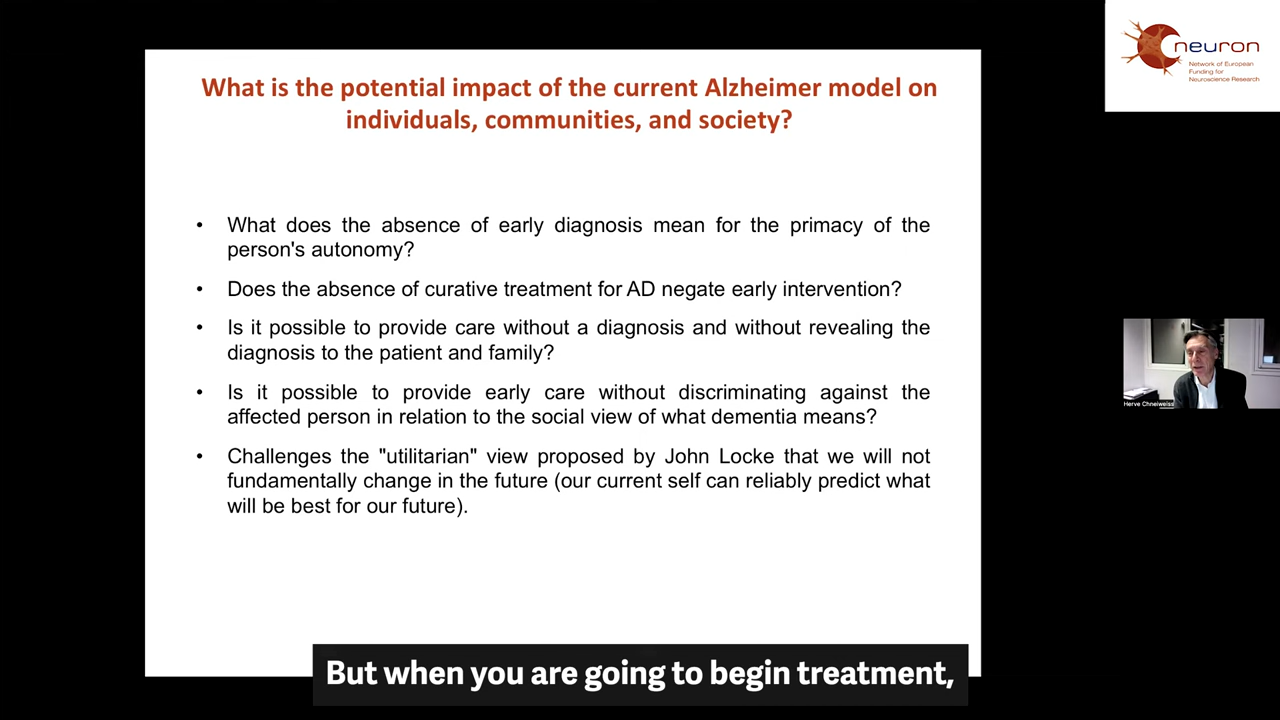 neuron
Network of European
Funding for
Neuroscience Research
What is the potential impact of the current Alzheimer model on
individuals, communities, and society?
• What does the absence of early diagnosis mean for the primacy of the
person's autonomy?
• Does the absence of curative treatment for AD negate early intervention?
• Is it possible to provide care without a diagnosis and without revealing the
diagnosis to the patient and family?
• Is it possible to provide early care without discriminating against the
affected person in relation to the social view of what dementia means?
• Challenges the "utilitarian" view proposed by John Locke that we will not
fundamentally change in the future (our current self can reliably predict what
will be best for our future).
Herve Chneiweiss
But when you are going to begin treatment,